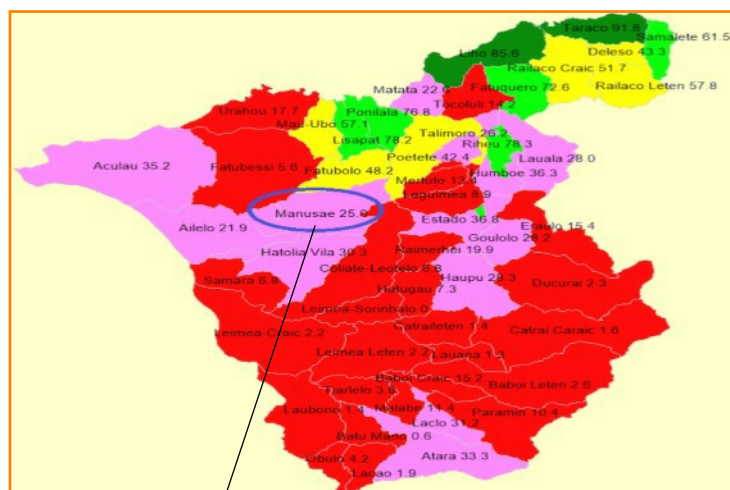 Taraco 91.8
Samalete 61.5
Liho 85.6
Deleso 43.3
Railaco Craic 51.7
Matata 22.6
Fatuquero 72.6
Railaco Leten 57.8
Urahou 17.7
Ponilala 76.8
Tocoluli 14.2
Mau-Ubo 57.1
Talimoro 26.2
Lisapat 78.2
Riheu 78.3
Aculau 35.2
Fatubessi 5.6
Poetete 42.4
Lauala 28.0
Fatubolo 48.2
Humboe 36.3
Mertuto 13.4
Leguimea 8.9
Manusae 25.0
Estado 36.8
Ailelo 21.9
Eraulo 15.4
Goulolo 28.2
Hatolia Vila 30.3
Raimerhei 19.9
Coliate-Leotelo
Samara 6.8
Haupu 29.3
Ducurai 2.3
Hatugau 7.3
Leimea-Sorinbalo 0
Leimea-Craic 2.2
Catraileten 1.4
Catrai Caraic 1.6
Leimea Leten 2.2
Lauana 1.3
Baboi Craic 15.2
Baboi Leten 2.6
Tiarlelo 3.8
Laubono 1.4
Malabe 11.4
Paramin 10.4
Laclo 31.2
Batu Mano 0.6
Obulo 4.2
Atara 33.3
Lacao 1.9